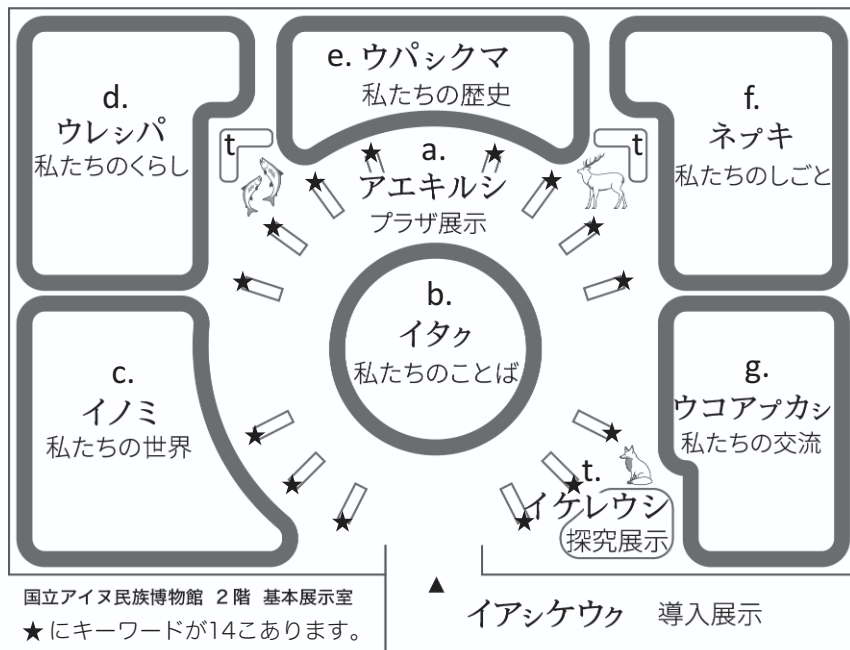 e. ウパㇱクマ
私たちの歴史
d.
ウレㇱパ
私たちのくらし
f.
ネㇷ゚キ
私たちのしごと
t
t
a.
アエキルシ
プラザ展示
b.
イタㇰ
私たちのことば
c.
イノミ
私たちの世界
g.
ウコアㇷ゚カㇱ
私たちの交流
t.
イケレウシ
探究展示
国立アイヌ民族博物館 2階 基本展示室
★にキーワードが14こあります。
▲
イアㇱケウㇰ 導入展示